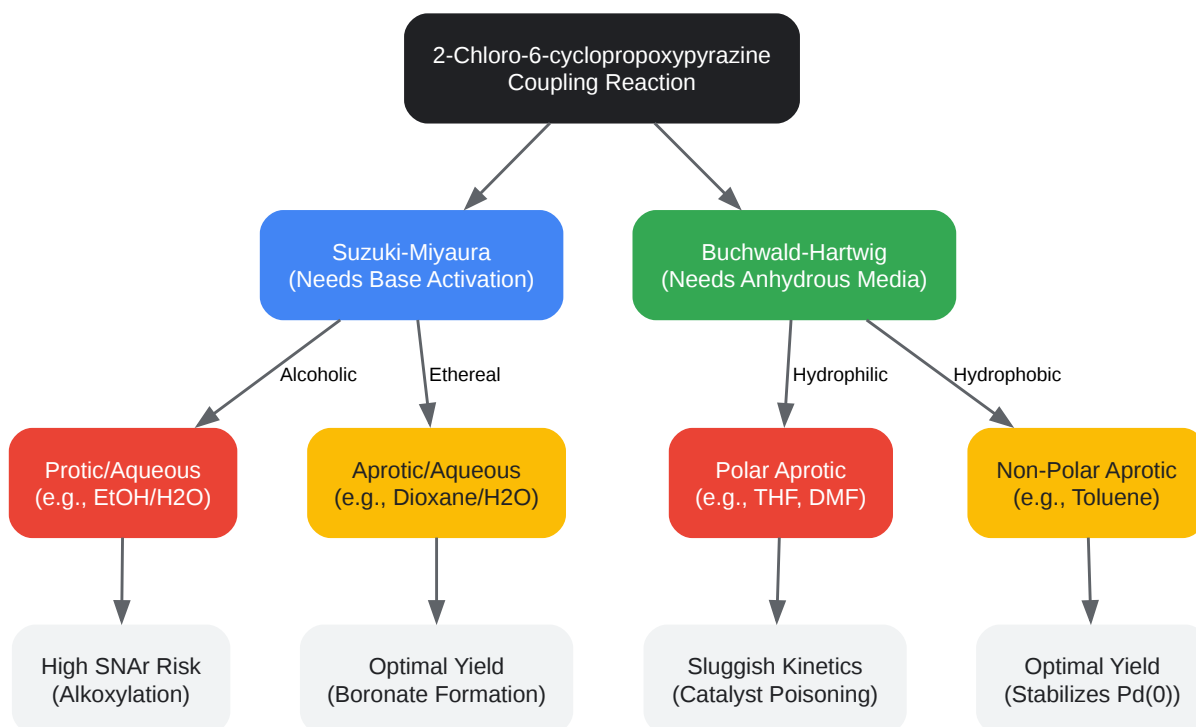 2-Chloro-6-cyclopropoxypyrazine
Coupling Reaction
Suzuki-Miyaura
(Needs Base Activation)
Buchwald-Hartwig
(Needs Anhydrous Media)
Alcoholic
Ethereal
Hydrophilic
Hydrophobic
Protic/Aqueous
(e.g., EtOH/H2O)
Aprotic/Aqueous
(e.g., Dioxane/H2O)
Polar Aprotic
(e.g., THF, DMF)
Non-Polar Aprotic
(e.g., Toluene)
High SNAr Risk
(Alkoxylation)
Optimal Yield
(Boronate Formation)
Sluggish Kinetics
(Catalyst Poisoning)
Optimal Yield
(Stabilizes Pd(0))